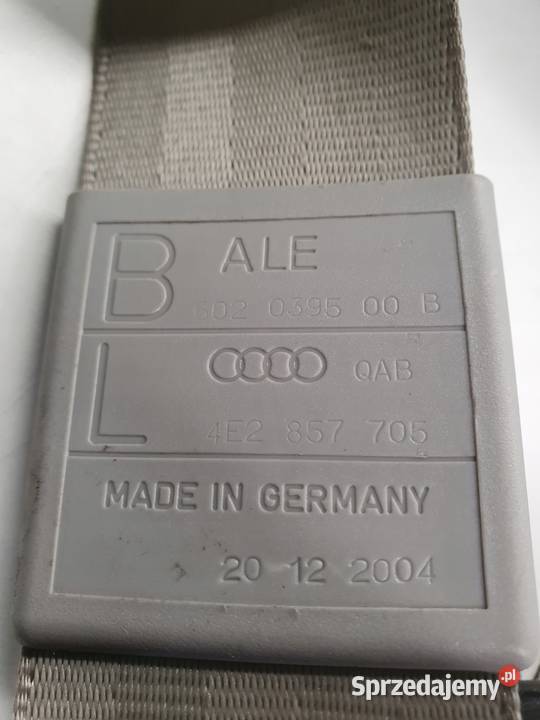 B ALE
602 0395 00 B
L QAB
4E2 857 705
MADE IN GERMANY
20 12 2004
Sprzedajemy.pl